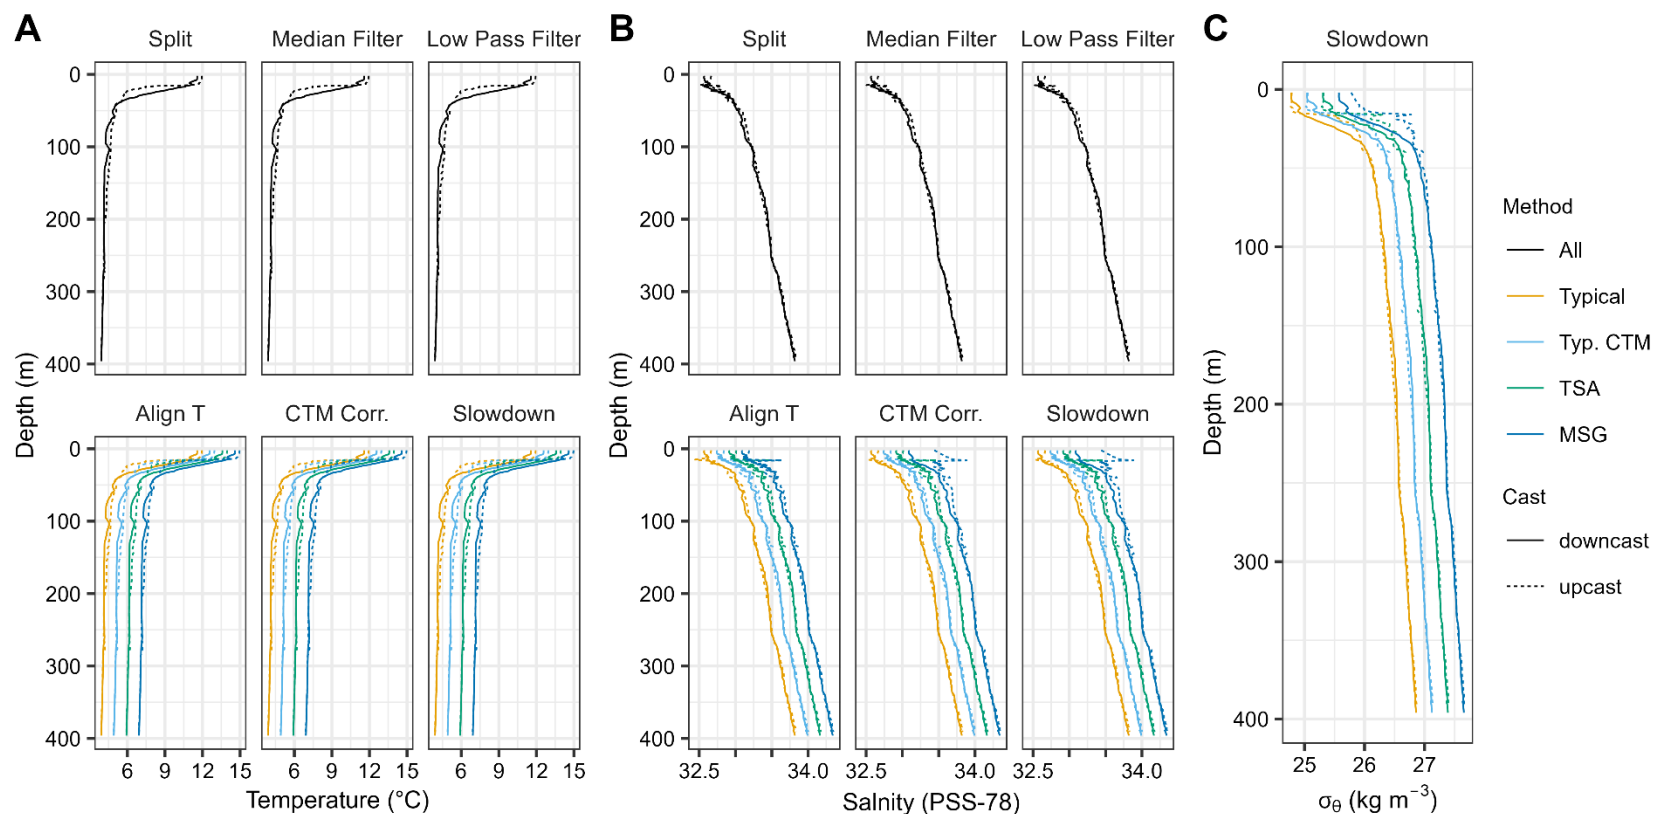 A
B
C
Split
Median Filter
Low Pass Filter
Split
Median Filter
Low Pass Filter
Slowdown
0
100
200
300
400
0
100
200
300
400
0
100
200
300
400
Depth (m)
Depth (m)
Depth (m)
Align T
CTM Corr.
Slowdown
Align T
CTM Corr.
Slowdown
0
100
200
300
400
0
100
200
300
400
6 9 12 15
6 9 12 15
6 9 12 15
32.5 34.0
32.5 34.0
32.5 34.0
25 26 27
Temperature (°C)
Salnity (PSS-78)
σθ (kg m⁻³)
Method
All
Typical
Typ. CTM
TSA
MSG
Cast
downcast
upcast